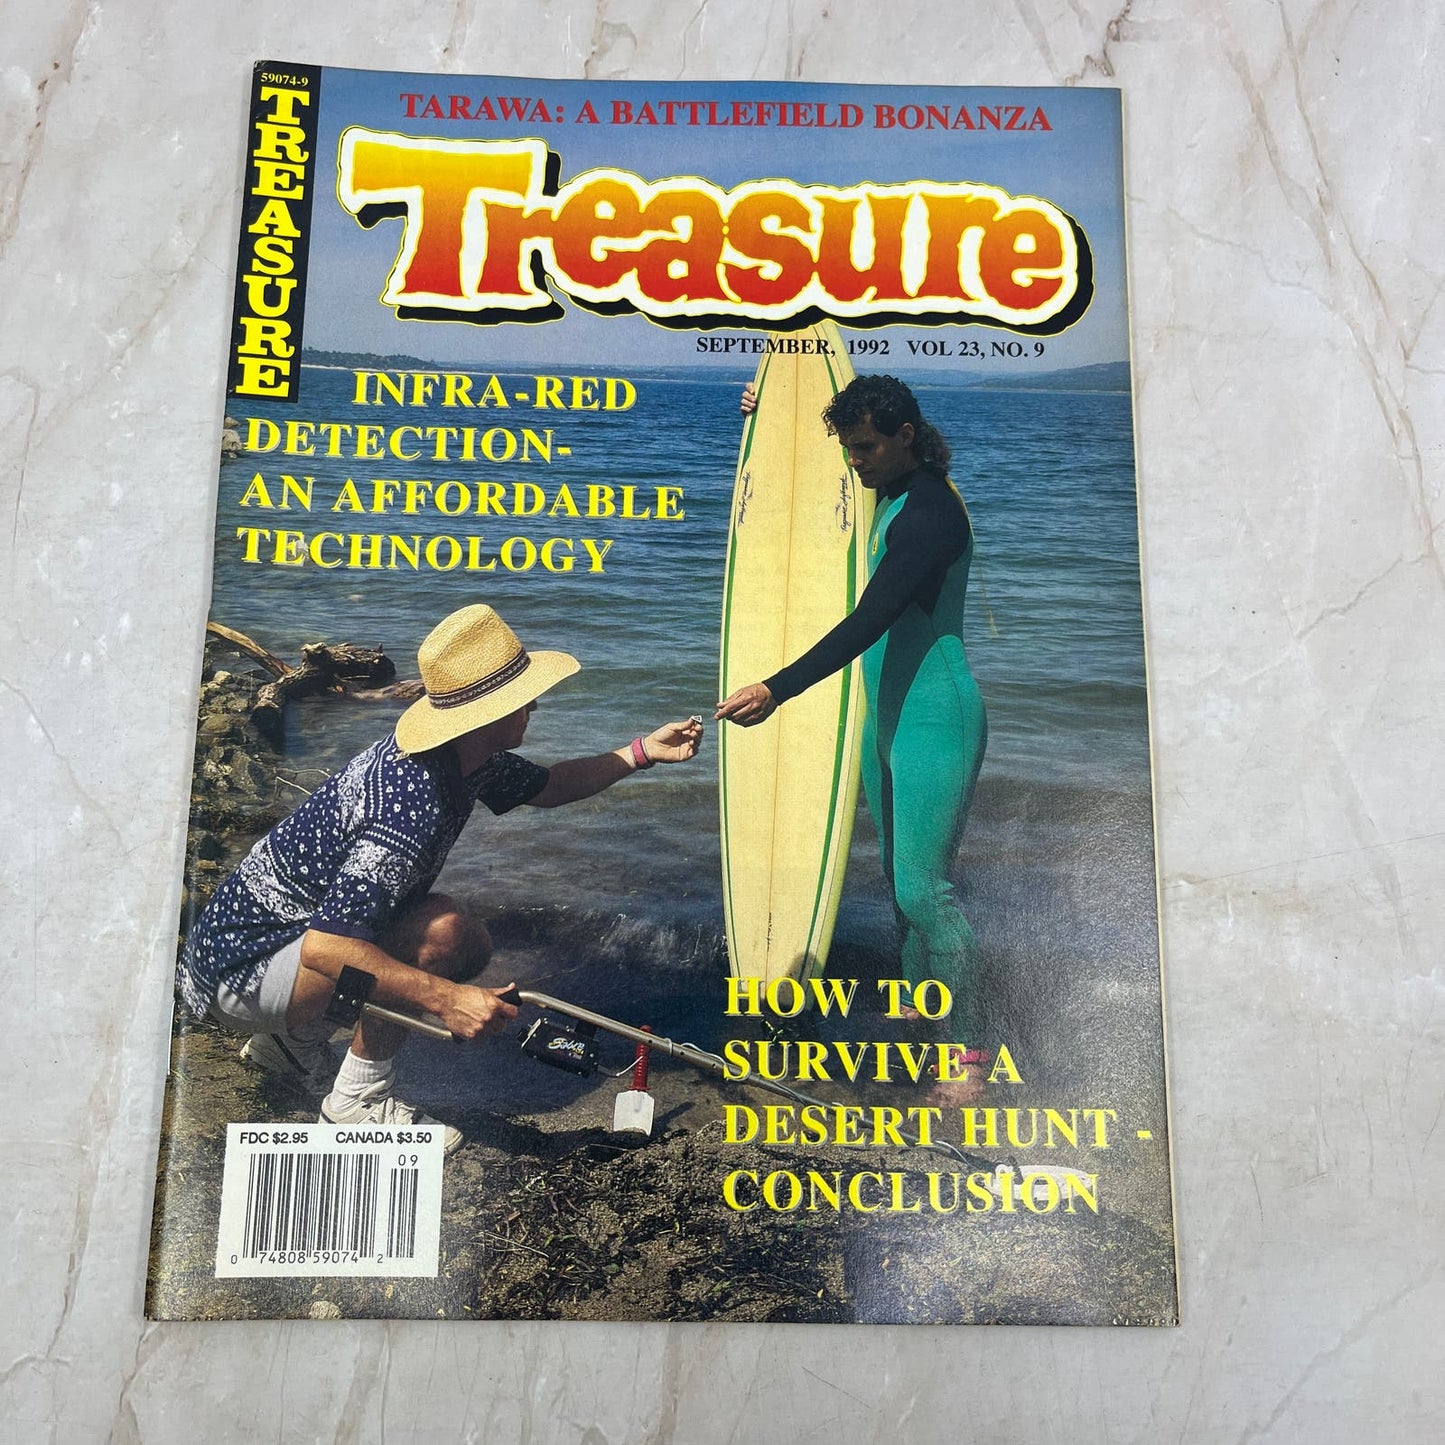 59074-9
TREASURE
TARAWA: A BATTLEFIELD BONANZA
Treasure
SEPTEMBER, 1992 VOL 23, NO. 9
INFRA-RED
DETECTION-
AN AFFORDABLE
TECHNOLOGY
Sabre
HOW TO
SURVIVE A
DESERT HUNT -
CONCLUSION
FDC $2.95 CANADA $3.50
09
0 74808 59074 2